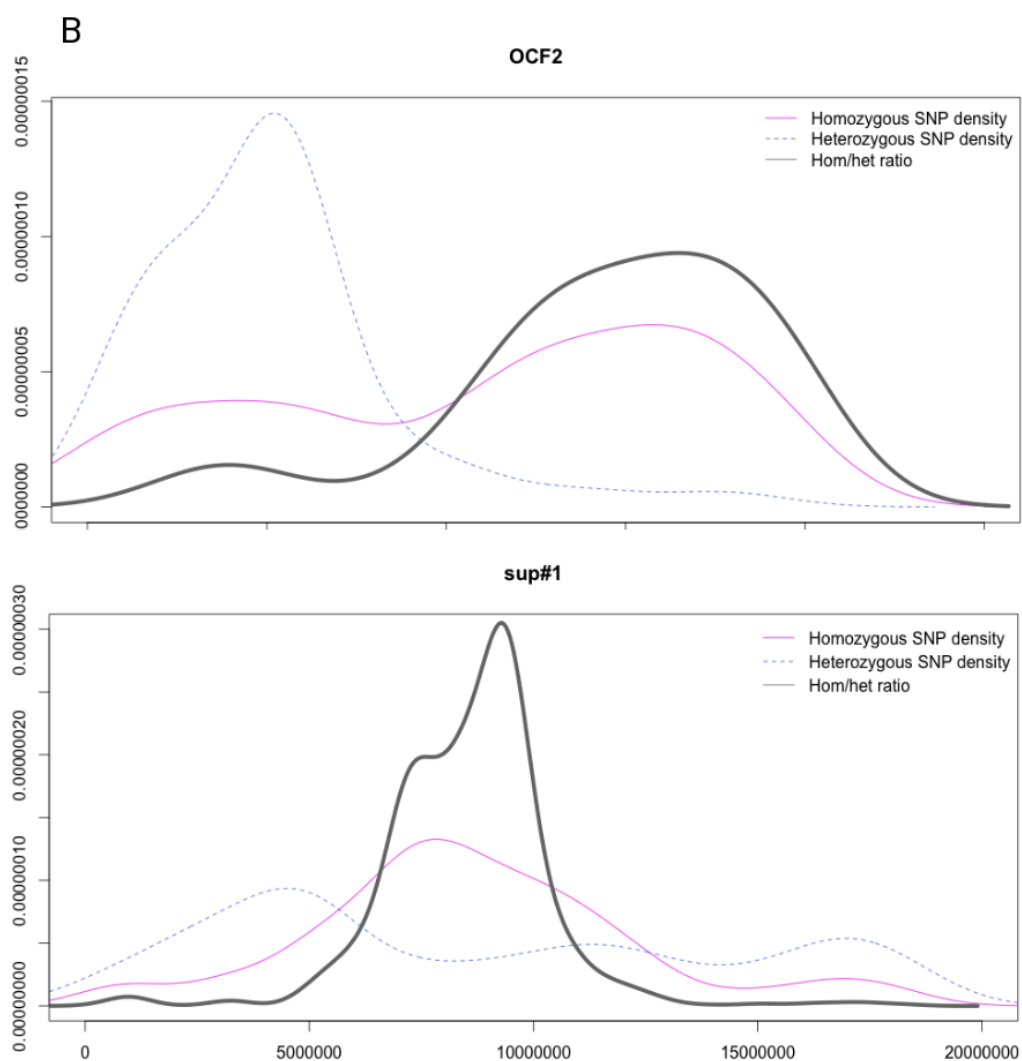 B
OCF2
0.00000015
0.00000010
0.00000005
0000000
Homozygous SNP density
Heterozygous SNP density
Hom/het ratio
sup#1
0.00000030
0.00000020
0.00000010
0.00000000
Homozygous SNP density
Heterozygous SNP density
Hom/het ratio
0 5000000 10000000 15000000 20000000